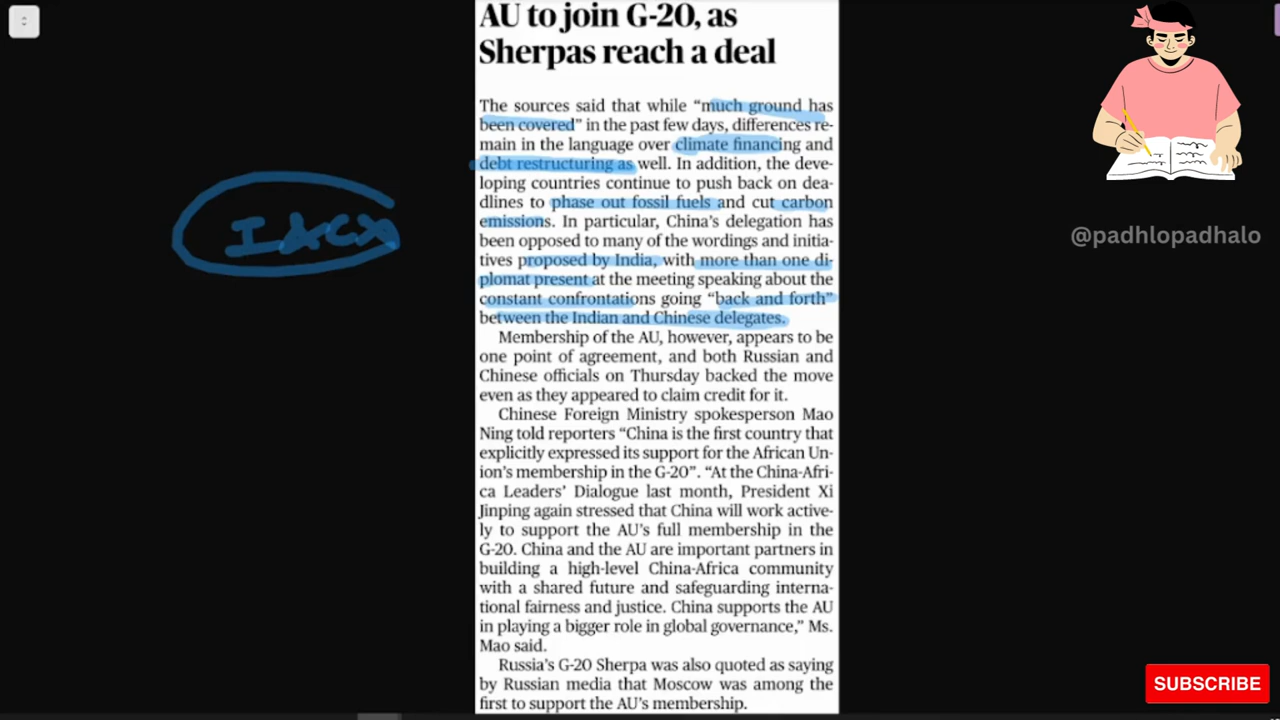 AU to join G-20, as
Sherpas reach a deal
The sources said that while “much ground has
been covered” in the past few days, differences re-
main in the language over climate financing and
debt restructuring as well. In addition, the deve-
loping countries continue to push back on dea-
dlines to phase out fossil fuels and cut carbon
emissions. In particular, China’s delegation has
been opposed to many of the wordings and initia-
tives proposed by India, with more than one di-
plomat present at the meeting speaking about the
constant confrontations going “back and forth”
between the Indian and Chinese delegates.
Membership of the AU, however, appears to be
one point of agreement, and both Russian and
Chinese officials on Thursday backed the move
even as they appeared to claim credit for it.
Chinese Foreign Ministry spokesperson Mao
Ning told reporters “China is the first country that
explicitly expressed its support for the African Un-
ion’s membership in the G-20”. “At the China-Afri-
ca Leaders’ Dialogue last month, President Xi
Jinping again stressed that China will work active-
ly to support the AU’s full membership in the
G-20. China and the AU are important partners in
building a high-level China-Africa community
with a shared future and safeguarding interna-
tional fairness and justice. China supports the AU
in playing a bigger role in global governance,” Ms.
Mao said.
Russia’s G-20 Sherpa was also quoted as saying
by Russian media that Moscow was among the
first to support the AU’s membership.
@padhlopadhalo
SUBSCRIBE